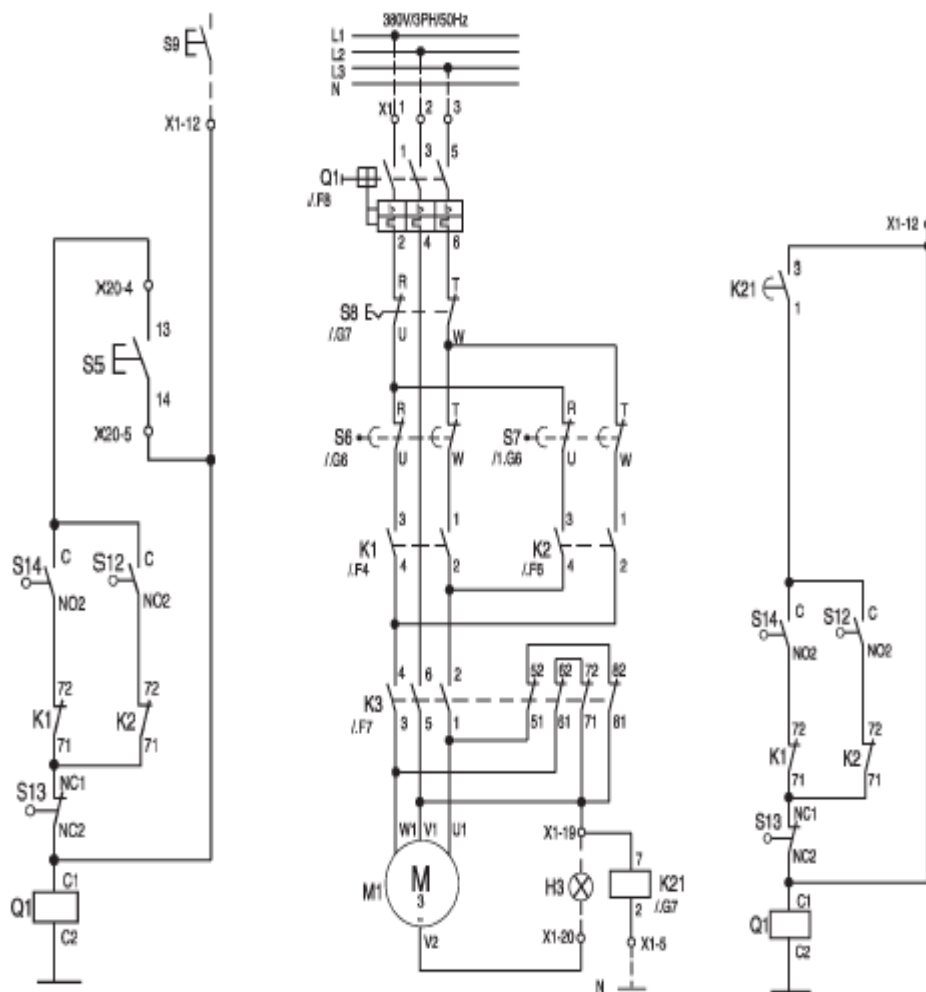 S9
X1-12
X20-4
13
S5
14
X20-5
S14
C
NO2
S12
C
NO2
72
K1
71
72
K2
71
S13
NC1
NC2
C1
Q1
C2
380V/3PH/50Hz
L1
L2
L3
N
X1 1 2 3
1 3 5
Q1
/.F8
2 4 6
R T
S8
/.G7
U W
R T
S6
/.G6
U W
R T
S7
/1.G6
U W
3 1
K1
/.F4
4 2
3 1
K2
/.F6
4 2
4 6 2
K3
/.F7
3 5 1
52 62 72 82
51 61 71 81
W1 V1 U1
M1
M
3
V2
X1-19
H3
X1-20
7
K21
/.G7
2
X1-5
N
X1-12
K21
3
1
S14
C
NO2
S12
C
NO2
72
K1
71
72
K2
71
S13
NC1
NC2
C1
Q1
C2